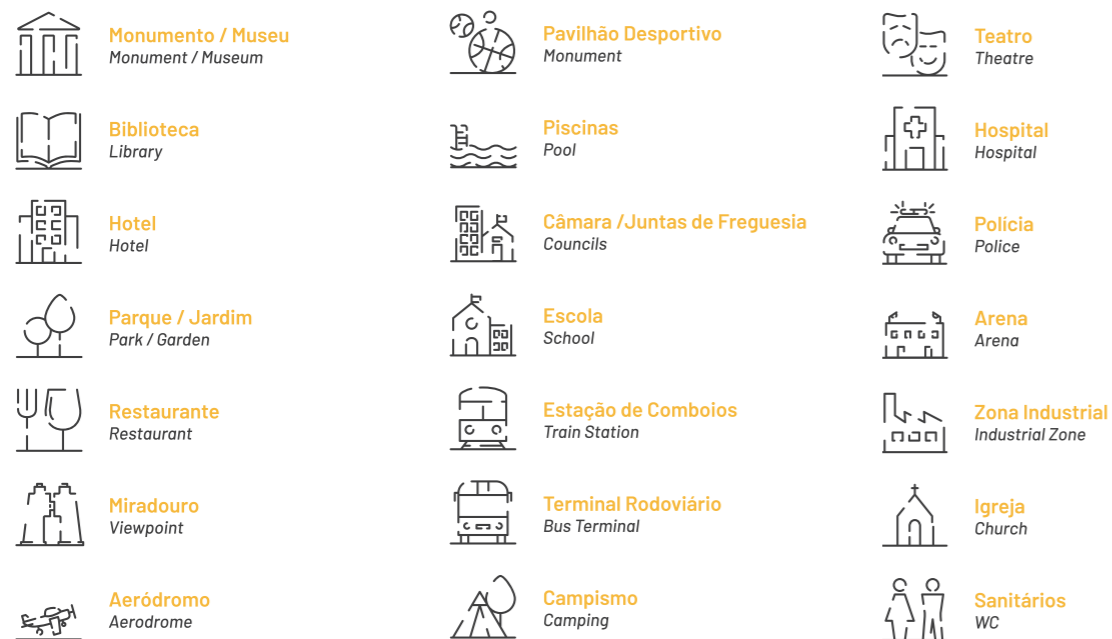 Monumento / Museu
Monument / Museum
Biblioteca
Library
Hotel
Hotel
Parque / Jardim
Park / Garden
Restaurante
Restaurant
Miradouro
Viewpoint
Aeródromo
Aerodrome
Pavilhão Desportivo
Monument
Piscinas
Pool
Câmara /Juntas de Freguesia
Councils
Escola
School
Estação de Comboios
Train Station
Terminal Rodoviário
Bus Terminal
Campismo
Camping
Teatro
Theatre
Hospital
Hospital
Polícia
Police
Arena
Arena
Zona Industrial
Industrial Zone
Igreja
Church
Sanitários
WC